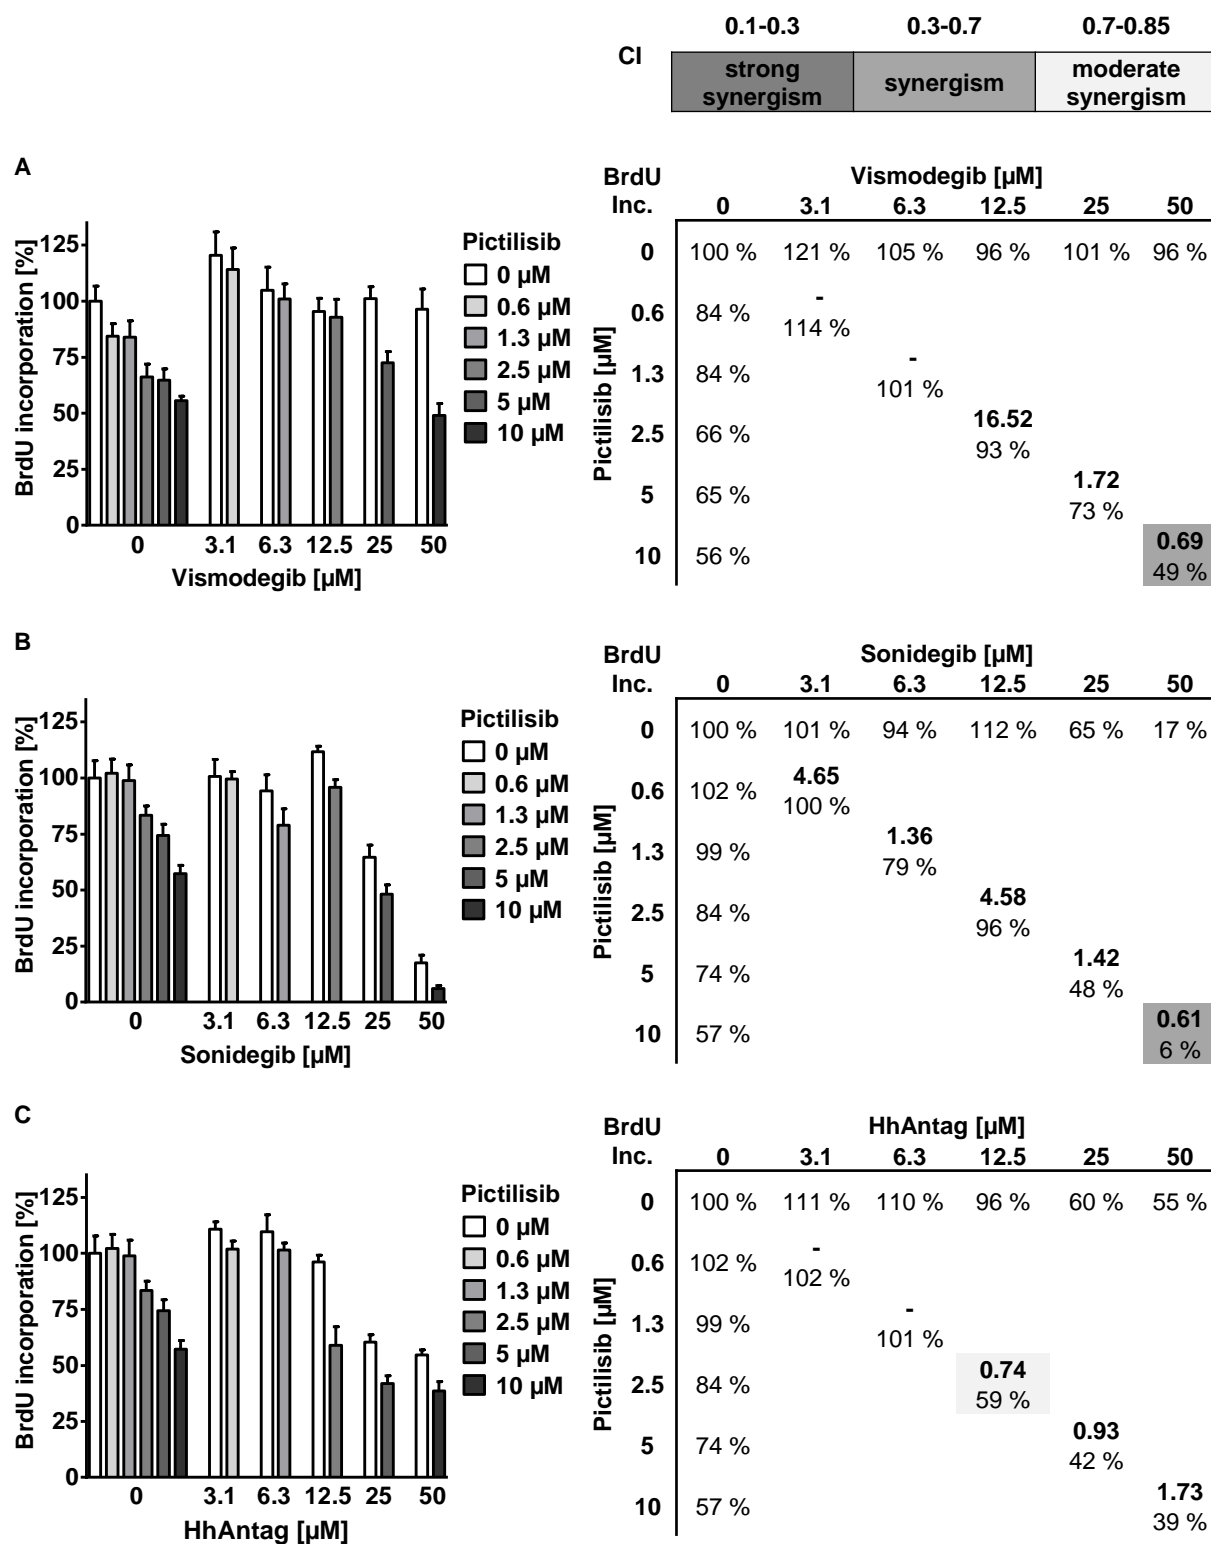 0.1-0.3 0.3-0.7 0.7-0.85
CI
strong synergism synergism moderate synergism
A
BrdU incorporation [%]
125
100
75
50
25
0
0 3.1 6.3 12.5 25 50
Vismodegib [µM]
Pictilisib
0 µM
0.6 µM
1.3 µM
2.5 µM
5 µM
10 µM
BrdU Inc.
Vismodegib [µM]
0 3.1 6.3 12.5 25 50
Pictilisib [µM]
0 100 % 121 % 105 % 96 % 101 % 96 %
0.6 84 % - 114 %
1.3 84 % - 101 %
2.5 66 % 16.52 93 %
5 65 % 1.72 73 %
10 56 % 0.69 49 %
B
BrdU incorporation [%]
125
100
75
50
25
0
0 3.1 6.3 12.5 25 50
Sonidegib [µM]
Pictilisib
0 µM
0.6 µM
1.3 µM
2.5 µM
5 µM
10 µM
BrdU Inc.
Sonidegib [µM]
0 3.1 6.3 12.5 25 50
Pictilisib [µM]
0 100 % 101 % 94 % 112 % 65 % 17 %
0.6 102 % 4.65 100 %
1.3 99 % 1.36 79 %
2.5 84 % 4.58 96 %
5 74 % 1.42 48 %
10 57 % 0.61 6 %
C
BrdU incorporation [%]
125
100
75
50
25
0
0 3.1 6.3 12.5 25 50
HhAntag [µM]
Pictilisib
0 µM
0.6 µM
1.3 µM
2.5 µM
5 µM
10 µM
BrdU Inc.
HhAntag [µM]
0 3.1 6.3 12.5 25 50
Pictilisib [µM]
0 100 % 111 % 110 % 96 % 60 % 55 %
0.6 102 % - 102 %
1.3 99 % - 101 %
2.5 84 % 0.74 59 %
5 74 % 0.93 42 %
10 57 % 1.73 39 %